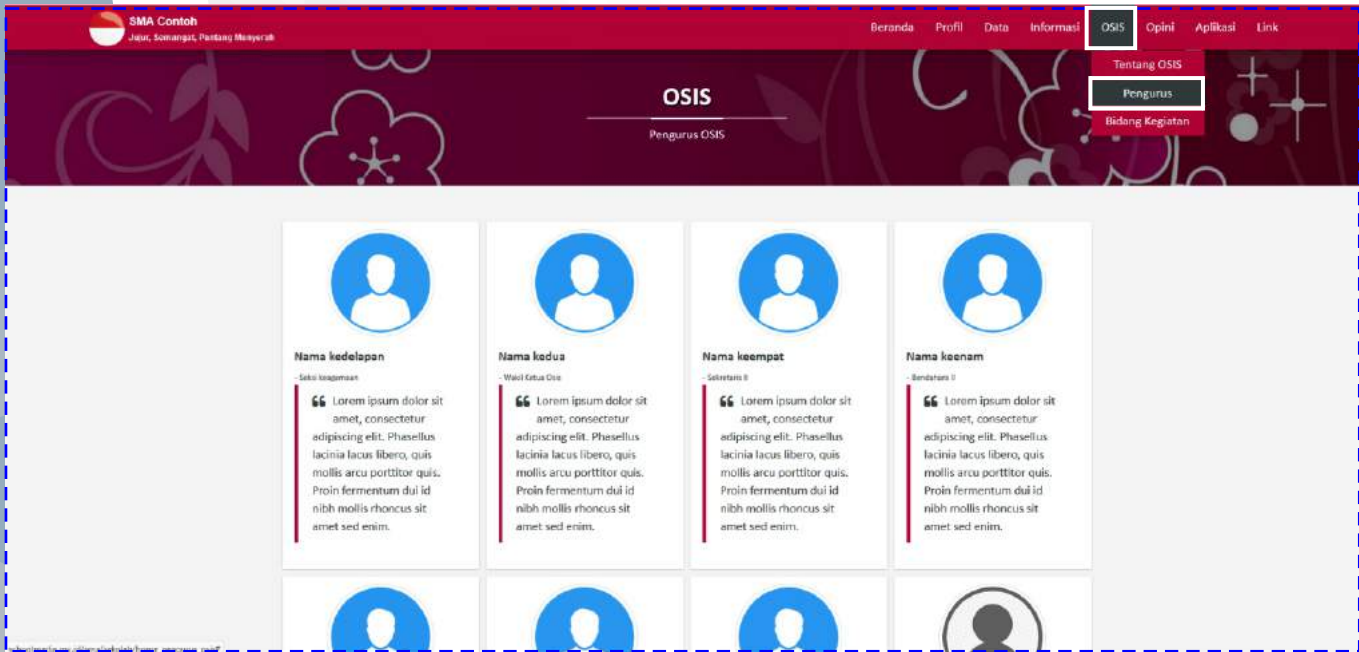 SMA Contoh
Jujur, Semangat, Pantang Menyerah
Beranda Profil Data Informasi OSIS Opini Aplikasi Link
Tentang OSIS
Pengurus
Bidang Kegiatan
OSIS
Pengurus OSIS
Nama kedelapan
- Seksi keagamaan
Lorem ipsum dolor sit
amet, consectetur
adipiscing elit. Phasellus
lacinia lacus libero, quis
mollis arcu porttitor quis.
Proin fermentum dui id
nibh mollis rhoncus sit
amet sed enim.
Nama kedua
- Wakil Ketua Osis
Lorem ipsum dolor sit
amet, consectetur
adipiscing elit. Phasellus
lacinia lacus libero, quis
mollis arcu porttitor quis.
Proin fermentum dui id
nibh mollis rhoncus sit
amet sed enim.
Nama keempat
- Sekretaris II
Lorem ipsum dolor sit
amet, consectetur
adipiscing elit. Phasellus
lacinia lacus libero, quis
mollis arcu porttitor quis.
Proin fermentum dui id
nibh mollis rhoncus sit
amet sed enim.
Nama keenam
- Bendahara II
Lorem ipsum dolor sit
amet, consectetur
adipiscing elit. Phasellus
lacinia lacus libero, quis
mollis arcu porttitor quis.
Proin fermentum dui id
nibh mollis rhoncus sit
amet sed enim.